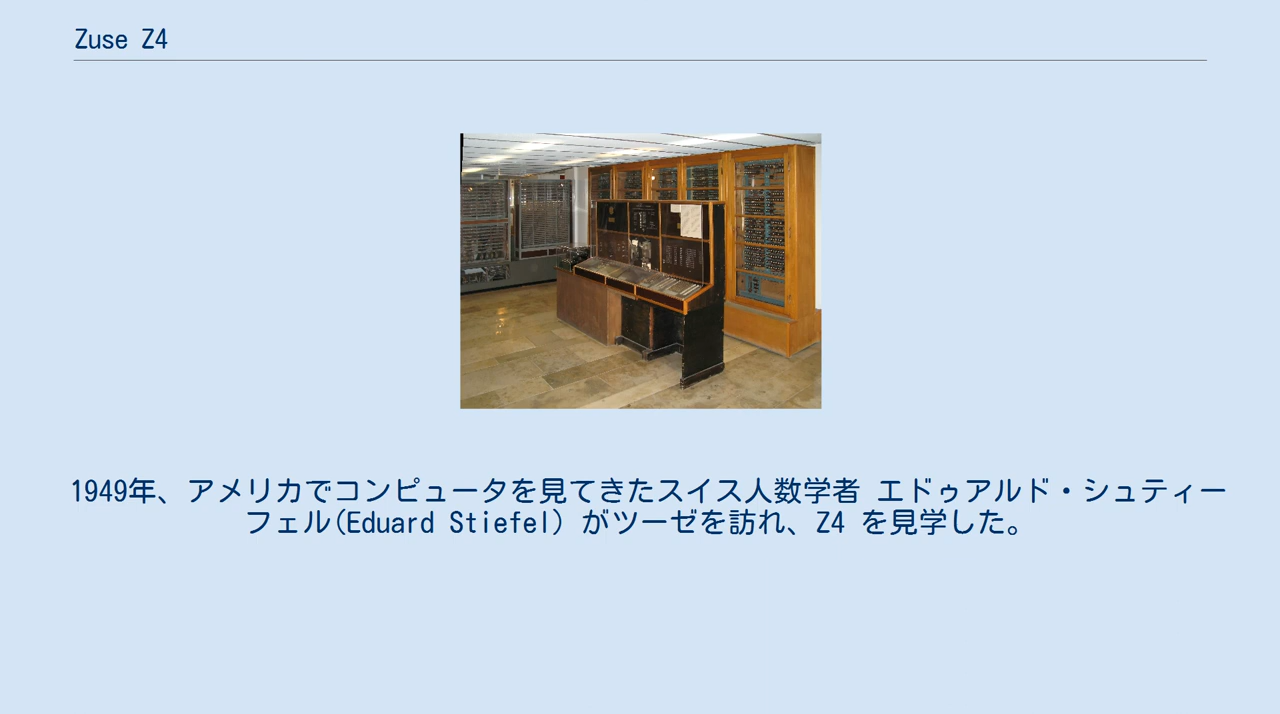 Zuse Z4
1949年、アメリカでコンピュータを見てきたスイス人数学者 エドゥアルド・シュティー
フェル(Eduard Stiefel) がツーゼを訪れ、Z4 を見学した。